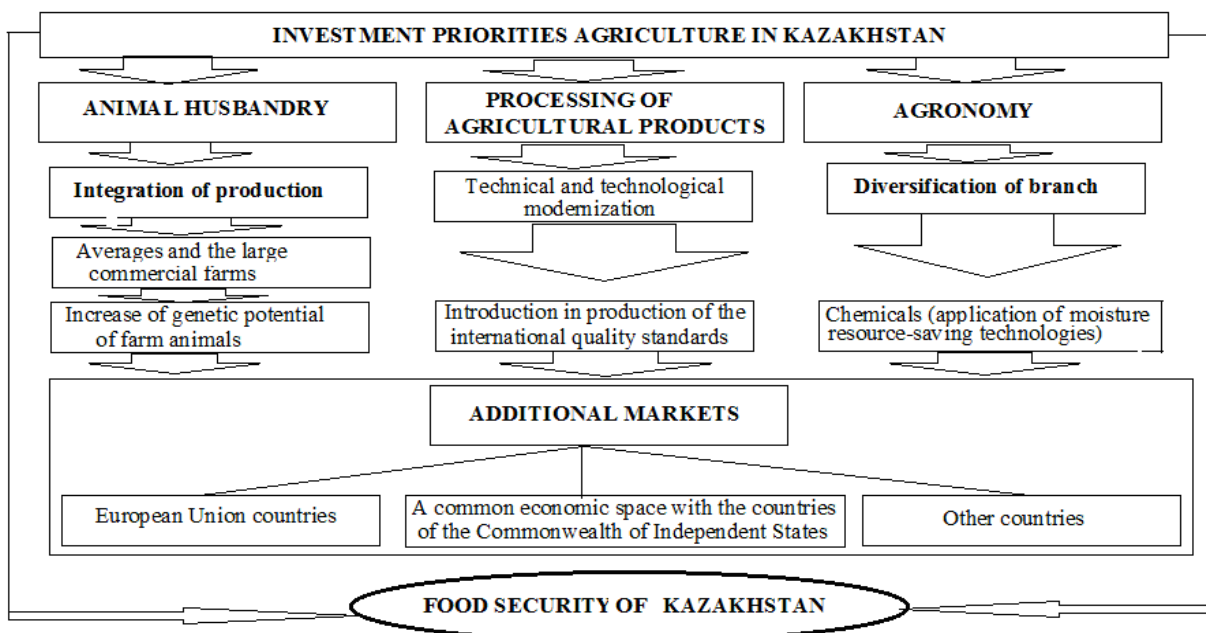 INVESTMENT PRIORITIES AGRICULTURE IN KAZAKHSTAN
ANIMAL HUSBANDRY
PROCESSING OF
AGRICULTURAL PRODUCTS
AGRONOMY
Integration of production
Technical and technological
modernization
Diversification of branch
Averages and the large
commercial farms
Increase of genetic potential
of farm animals
Introduction in production of the
international quality standards
Chemicals (application of moisture
resource-saving technologies)
ADDITIONAL MARKETS
European Union countries
A common economic space with the countries
of the Commonwealth of Independent States
Other countries
FOOD SECURITY OF KAZAKHSTAN